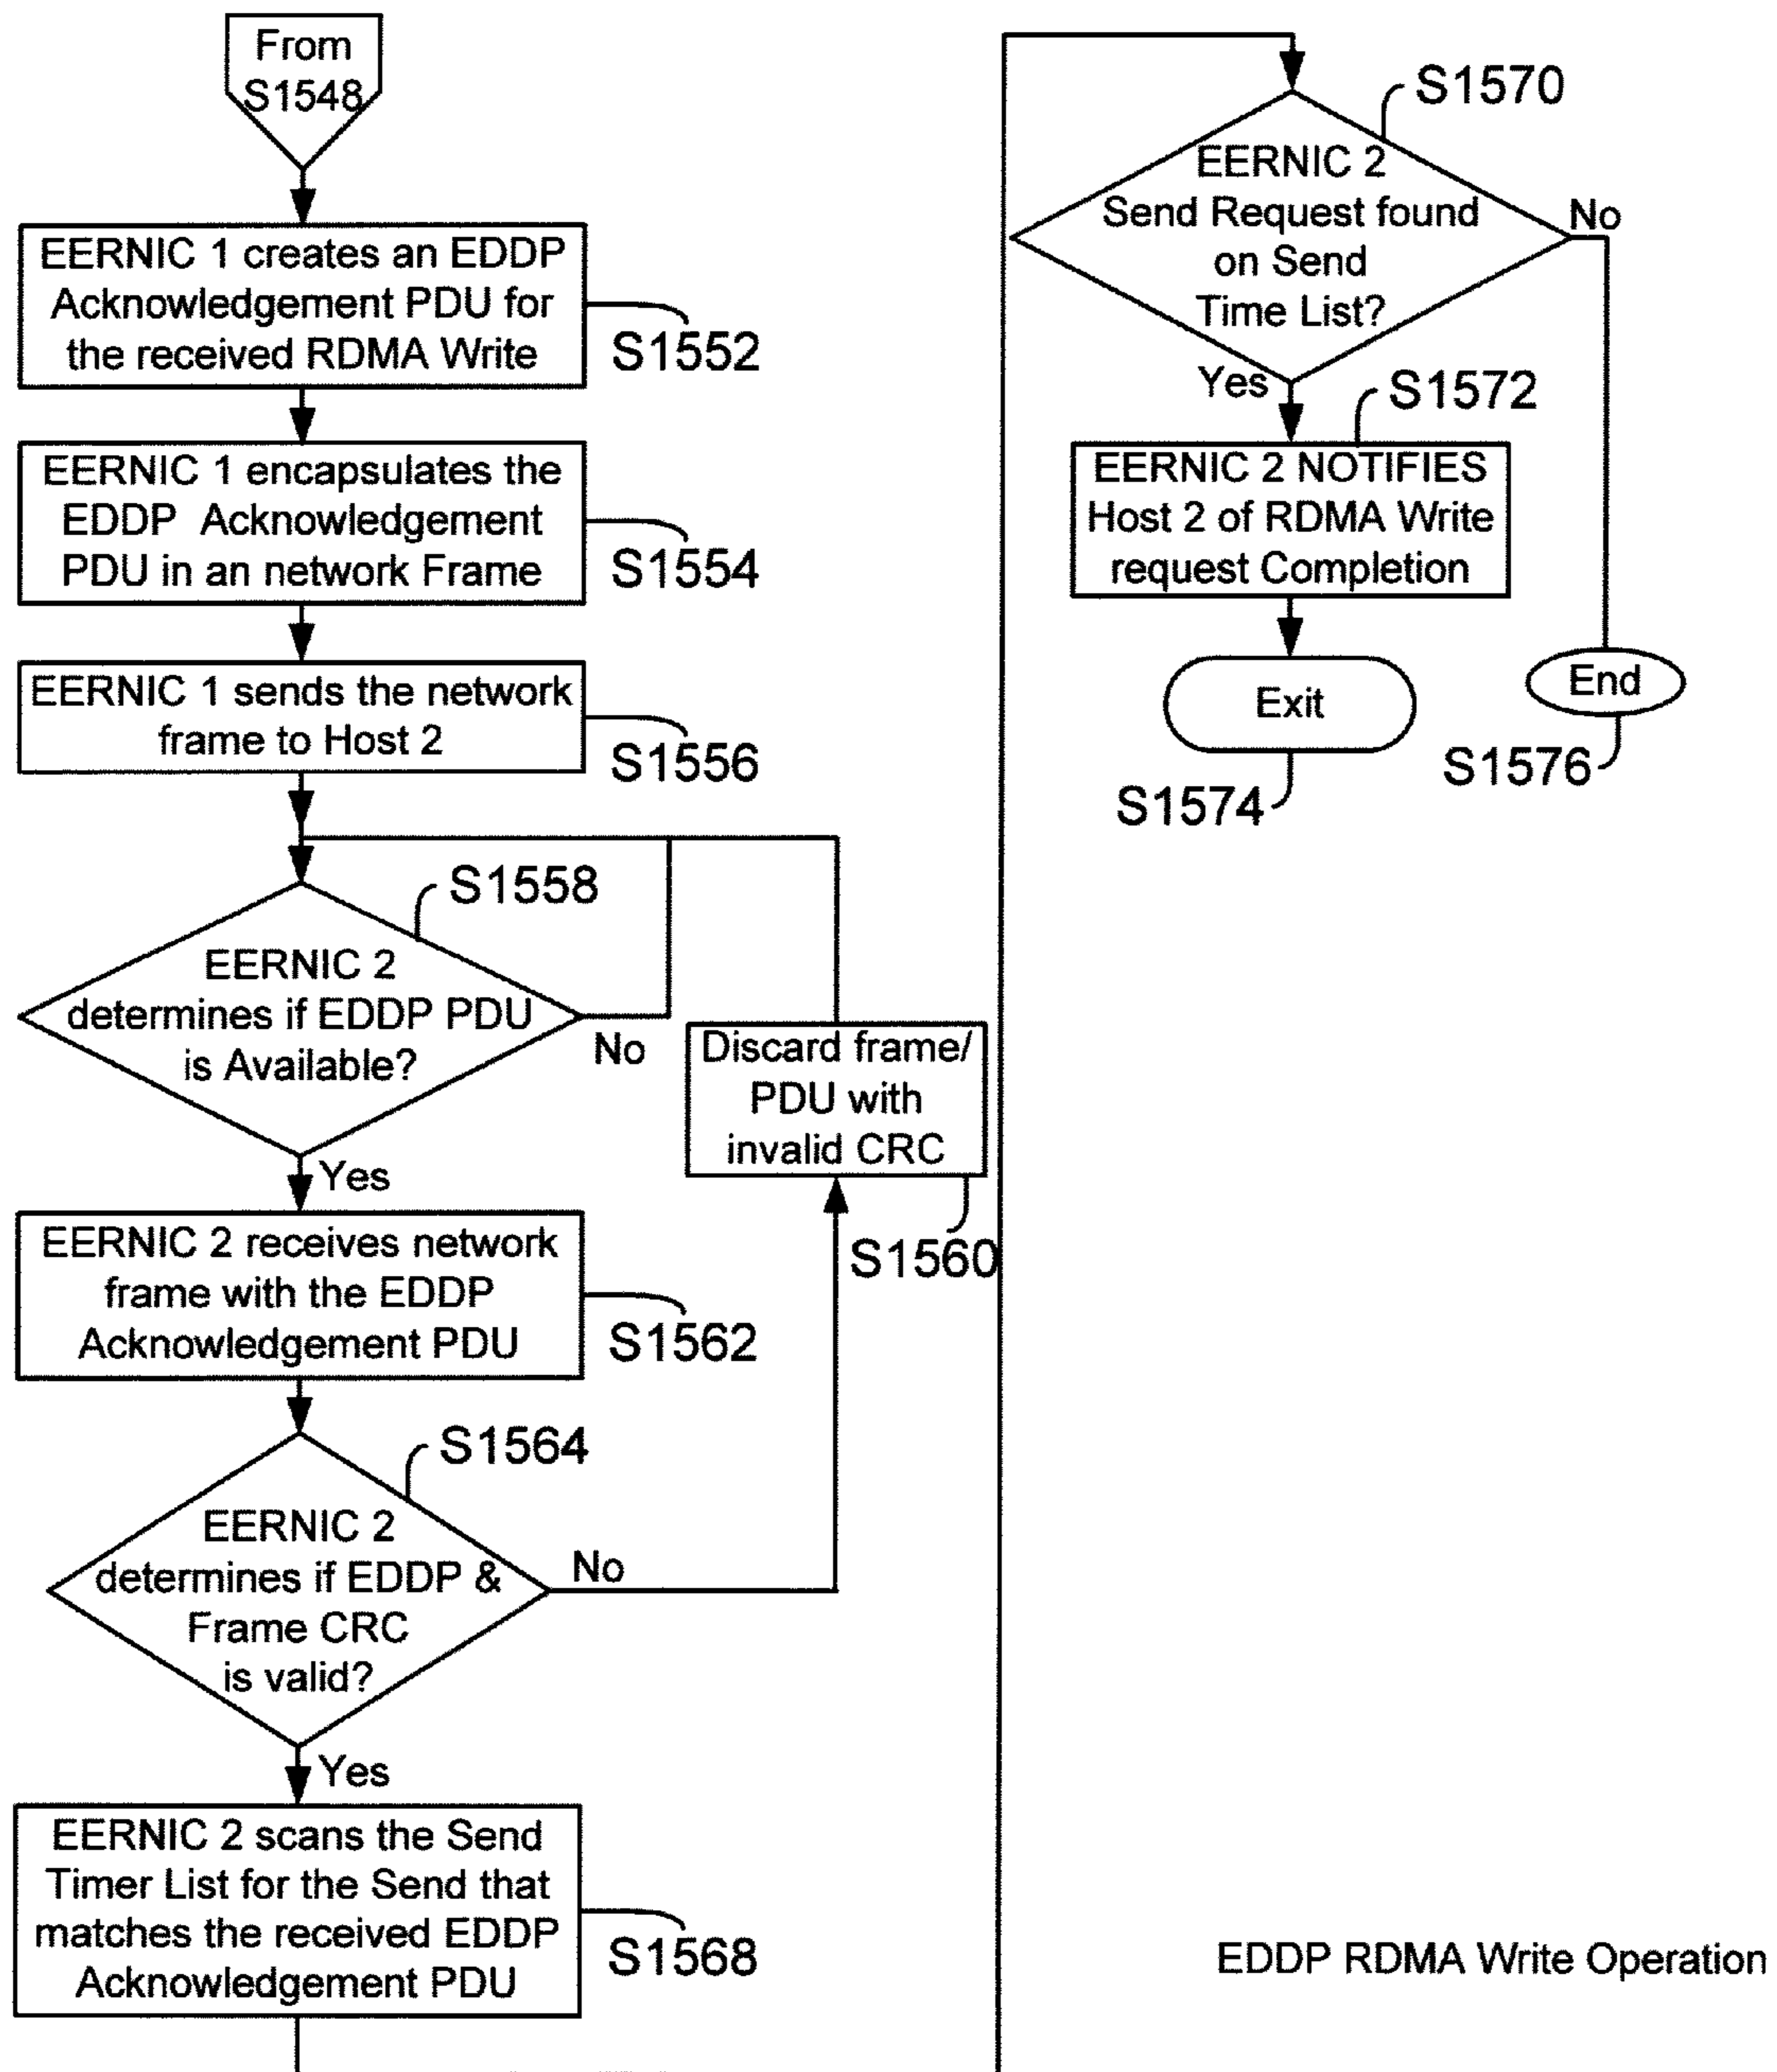 From
S1548
EERNIC 1 creates an EDDP
Acknowledgement PDU for
the received RDMA Write
S1552
EERNIC 1 encapsulates the
EDDP Acknowledgement
PDU in an network Frame
S1554
EERNIC 1 sends the network
frame to Host 2
S1556
S1558
EERNIC 2
determines if EDDP PDU
is Available?
No
Yes
Discard frame/
PDU with
invalid CRC
S1560
EERNIC 2 receives network
frame with the EDDP
Acknowledgement PDU
S1562
S1564
EERNIC 2
determines if EDDP &
Frame CRC
is valid?
No
Yes
EERNIC 2 scans the Send
Timer List for the Send that
matches the received EDDP
Acknowledgement PDU
S1568
S1570
EERNIC 2
Send Request found
on Send
Time List?
No
Yes
S1572
EERNIC 2 NOTIFIES
Host 2 of RDMA Write
request Completion
Exit
S1574
End
S1576
EDDP RDMA Write Operation